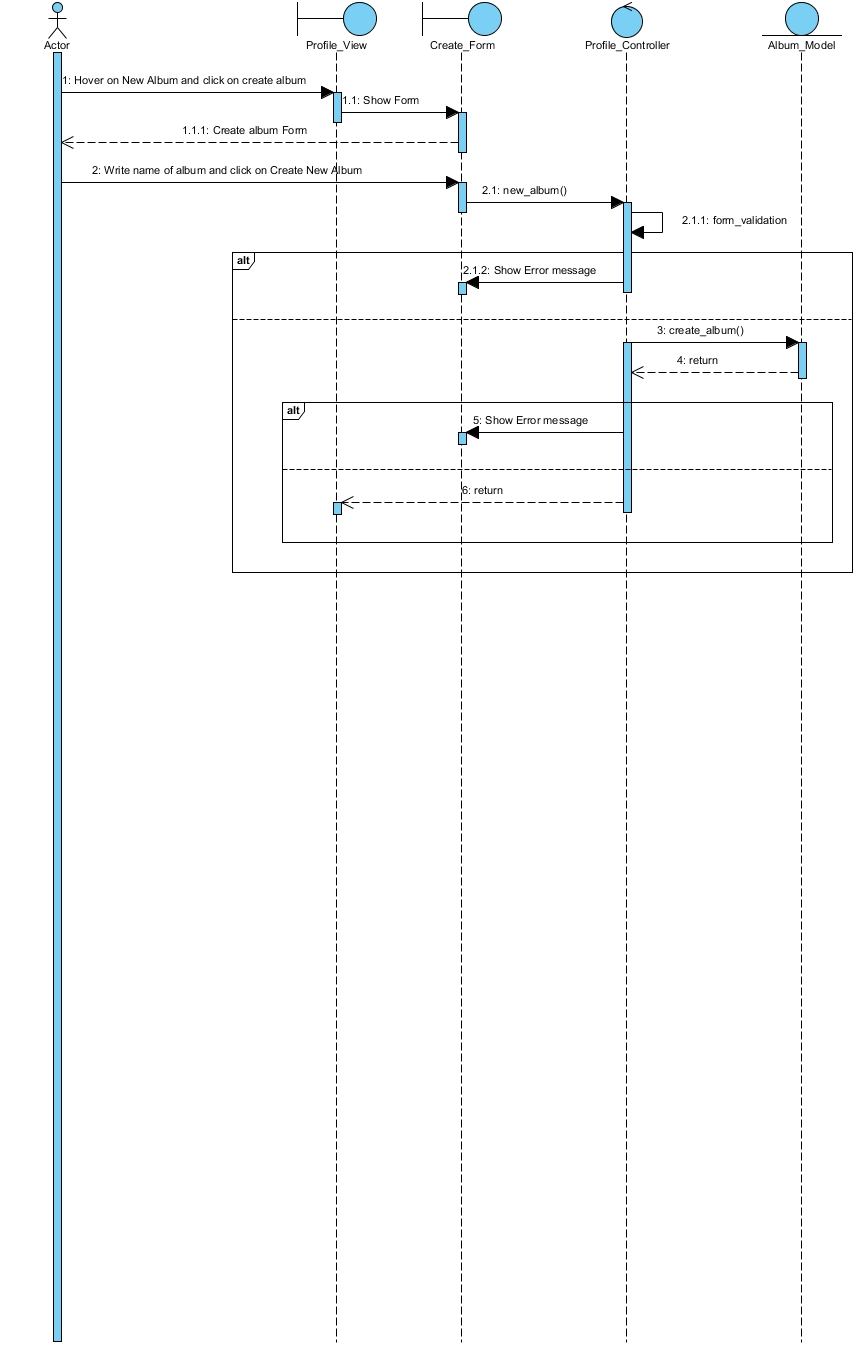 Actor
Profile_View
Create_Form
Profile_Controller
Album_Model
1: Hover on New Album and click on create album
1.1: Show Form
1.1.1: Create album Form
2: Write name of album and click on Create New Album
2.1: new_album()
2.1.1: form_validation
alt
2.1.2: Show Error message
3: create_album()
4: return
alt
5: Show Error message
6: return